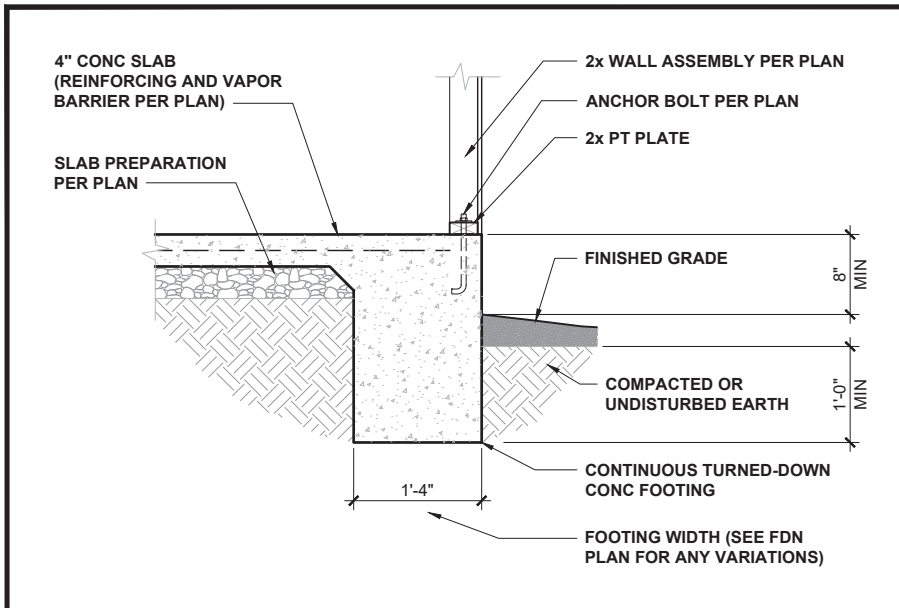 4" CONC SLAB
(REINFORCING AND VAPOR
BARRIER PER PLAN)
SLAB PREPARATION
PER PLAN
2x WALL ASSEMBLY PER PLAN
ANCHOR BOLT PER PLAN
2x PT PLATE
FINISHED GRADE
8"
MIN
COMPACTED OR
UNDISTURBED EARTH
1'-0"
MIN
CONTINUOUS TURNED-DOWN
CONC FOOTING
1'-4"
FOOTING WIDTH (SEE FDN
PLAN FOR ANY VARIATIONS)